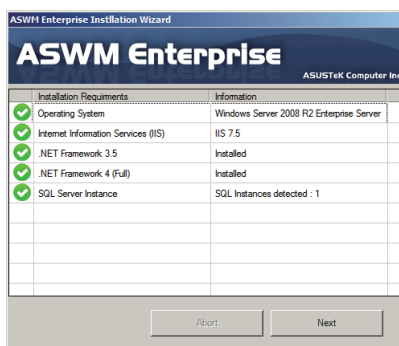 ASWM Enterprise Instllation Wizard
ASWM Enterprise
ASUSTeK Computer Inc
Installation Requirments Information
Operating System Windows Server 2008 R2 Enterprise Server
Internet Information Services (IIS) IIS 7.5
.NET Framework 3.5 Installed
.NET Framework 4 (Full) Installed
SQL Server Instance SQL Instances detected : 1
Abort Next